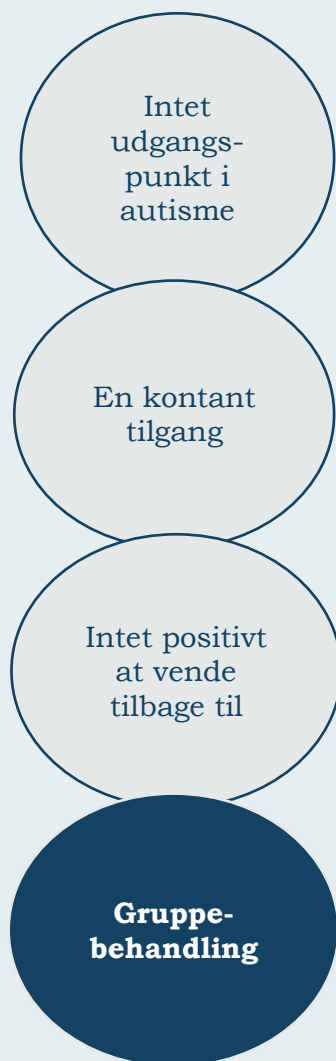 Intet
udgangs-
punkt i
autisme
En kontant
tilgang
Intet positivt
at vende
tilbage til
Gruppe-
behandling